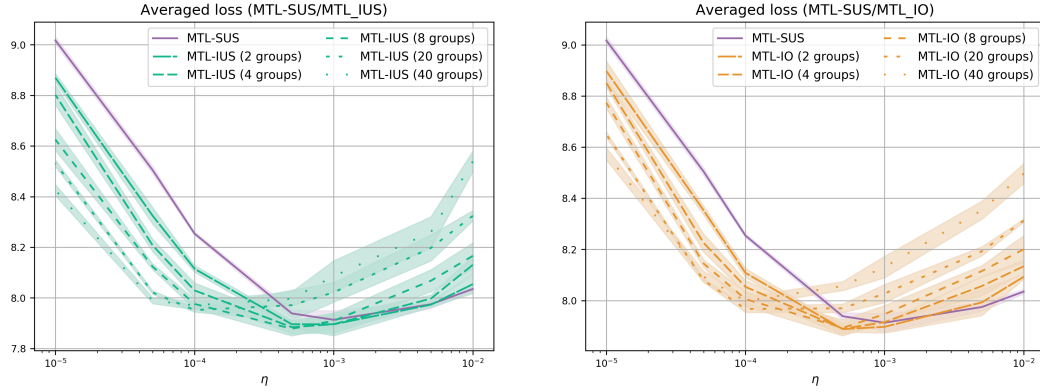 Averaged loss (MTL-SUS/MTL_IUS)
MTL-SUS
MTL-IUS (2 groups)
MTL-IUS (4 groups)
MTL-IUS (8 groups)
MTL-IUS (20 groups)
MTL-IUS (40 groups)
9.0
8.8
8.6
8.4
8.2
8.0
7.8
10⁻⁵
10⁻⁴
10⁻³
10⁻²
η
Averaged loss (MTL-SUS/MTL_IO)
MTL-SUS
MTL-IO (2 groups)
MTL-IO (4 groups)
MTL-IO (8 groups)
MTL-IO (20 groups)
MTL-IO (40 groups)
9.0
8.8
8.6
8.4
8.2
8.0
10⁻⁵
10⁻⁴
10⁻³
10⁻²
η